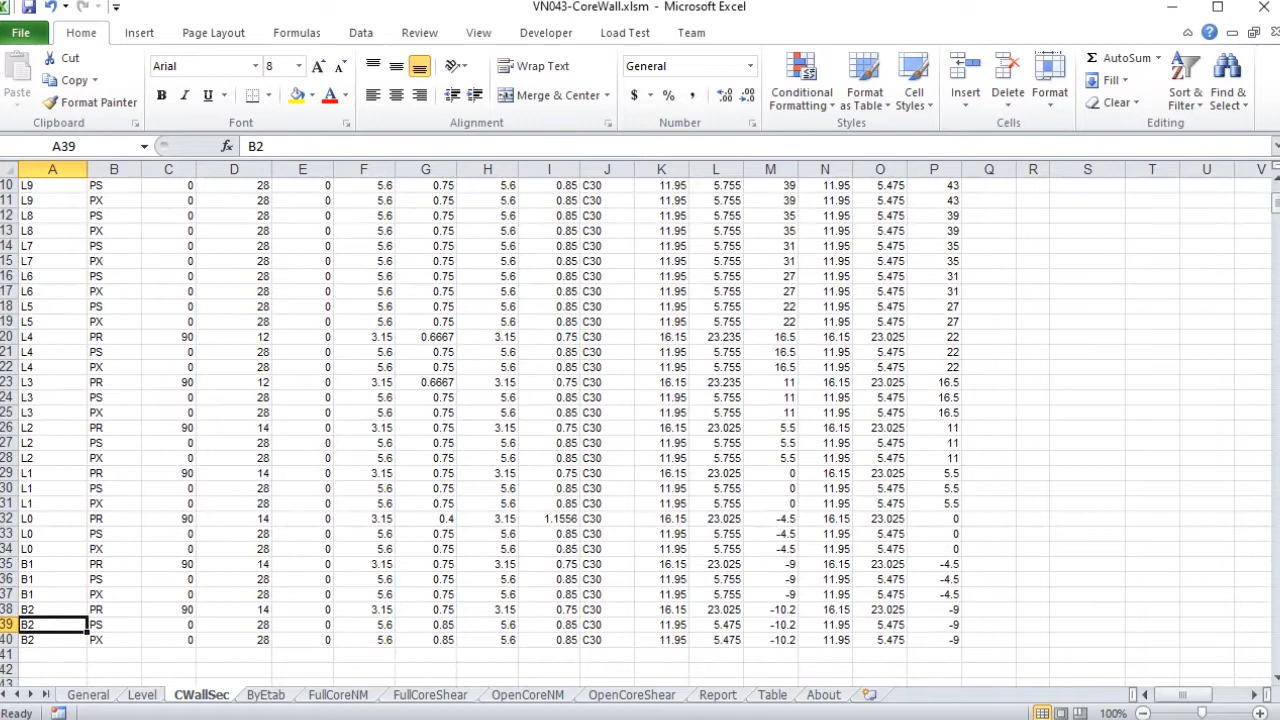 VN043-CoreWall.xlsm - Microsoft Excel
File Home Insert Page Layout Formulas Data Review View Developer Load Test Team
Paste Cut Copy Format Painter Clipboard
Arial 8 B I U A Font
Wrap Text Merge & Center Alignment
General $ % , Number
Conditional Formatting Format as Table Cell Styles Styles
Insert Delete Format Cells
AutoSum Fill Clear Sort & Filter Find & Select Editing
A39 fx B2
A B C D E F G H I J K L M N O P Q R S T U V
10 L9 PS 0 28 0 5.6 0.75 5.6 0.85 C30 11.95 5.755 39 11.95 5.475 43
11 L9 PX 0 28 0 5.6 0.75 5.6 0.85 C30 11.95 5.755 39 11.95 5.475 43
12 L8 PS 0 28 0 5.6 0.75 5.6 0.85 C30 11.95 5.755 35 11.95 5.475 39
13 L8 PX 0 28 0 5.6 0.75 5.6 0.85 C30 11.95 5.755 35 11.95 5.475 39
14 L7 PS 0 28 0 5.6 0.75 5.6 0.85 C30 11.95 5.755 31 11.95 5.475 35
15 L7 PX 0 28 0 5.6 0.75 5.6 0.85 C30 11.95 5.755 31 11.95 5.475 35
16 L6 PS 0 28 0 5.6 0.75 5.6 0.85 C30 11.95 5.755 27 11.95 5.475 31
17 L6 PX 0 28 0 5.6 0.75 5.6 0.85 C30 11.95 5.755 27 11.95 5.475 31
18 L5 PS 0 28 0 5.6 0.75 5.6 0.85 C30 11.95 5.755 22 11.95 5.475 27
19 L5 PX 0 28 0 5.6 0.75 5.6 0.85 C30 11.95 5.755 22 11.95 5.475 27
20 L4 PR 90 12 0 3.15 0.6667 3.15 0.75 C30 16.15 23.235 16.5 16.15 23.025 22
21 L4 PS 0 28 0 5.6 0.75 5.6 0.85 C30 11.95 5.755 16.5 11.95 5.475 22
22 L4 PX 0 28 0 5.6 0.75 5.6 0.85 C30 11.95 5.755 16.5 11.95 5.475 22
23 L3 PR 90 12 0 3.15 0.6667 3.15 0.75 C30 16.15 23.235 11 16.15 23.025 16.5
24 L3 PS 0 28 0 5.6 0.75 5.6 0.85 C30 11.95 5.755 11 11.95 5.475 16.5
25 L3 PX 0 28 0 5.6 0.75 5.6 0.85 C30 11.95 5.755 11 11.95 5.475 16.5
26 L2 PR 90 14 0 3.15 0.75 3.15 0.75 C30 16.15 23.025 5.5 16.15 23.025 11
27 L2 PS 0 28 0 5.6 0.75 5.6 0.85 C30 11.95 5.755 5.5 11.95 5.475 11
28 L2 PX 0 28 0 5.6 0.75 5.6 0.85 C30 11.95 5.755 5.5 11.95 5.475 11
29 L1 PR 90 14 0 3.15 0.75 3.15 0.75 C30 16.15 23.025 0 16.15 23.025 5.5
30 L1 PS 0 28 0 5.6 0.75 5.6 0.85 C30 11.95 5.755 0 11.95 5.475 5.5
31 L1 PX 0 28 0 5.6 0.75 5.6 0.85 C30 11.95 5.755 0 11.95 5.475 5.5
32 L0 PR 90 14 0 3.15 0.4 3.15 1.1556 C30 16.15 23.025 -4.5 16.15 23.025 0
33 L0 PS 0 28 0 5.6 0.75 5.6 0.85 C30 11.95 5.755 -4.5 11.95 5.475 0
34 L0 PX 0 28 0 5.6 0.75 5.6 0.85 C30 11.95 5.755 -4.5 11.95 5.475 0
35 B1 PR 90 14 0 3.15 0.75 3.15 0.75 C30 16.15 23.025 -9 16.15 23.025 -4.5
36 B1 PS 0 28 0 5.6 0.75 5.6 0.85 C30 11.95 5.755 -9 11.95 5.475 -4.5
37 B1 PX 0 28 0 5.6 0.75 5.6 0.85 C30 11.95 5.755 -9 11.95 5.475 -4.5
38 B2 PR 90 14 0 3.15 0.75 3.15 0.75 C30 16.15 23.025 -10.2 16.15 23.025 -9
39 B2 PS 0 28 0 5.6 0.85 5.6 0.85 C30 11.95 5.475 -10.2 11.95 5.475 -9
40 B2 PX 0 28 0 5.6 0.85 5.6 0.85 C30 11.95 5.475 -10.2 11.95 5.475 -9
41
42
43
General Level CWallSec ByEtab FullCoreNM FullCoreShear OpenCoreNM OpenCoreShear Report Table About
Ready 100%